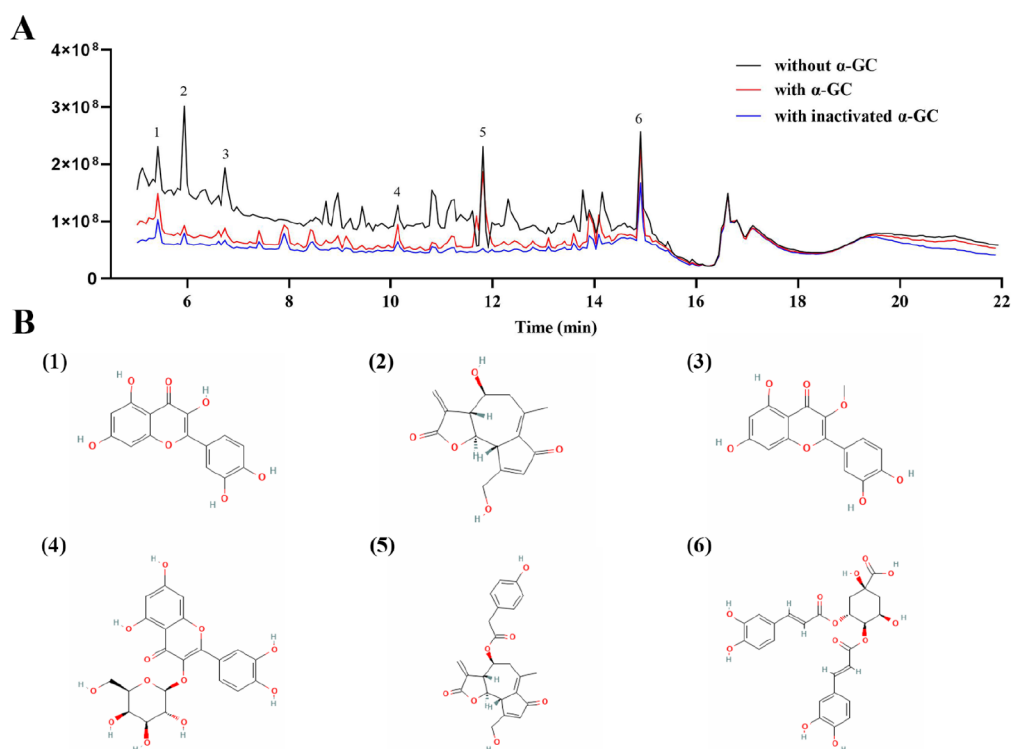 A
4×10⁸
3×10⁸
2×10⁸
1×10⁸
0
1
2
3
4
5
6
without α-GC
with α-GC
with inactivated α-GC
6 8 10 12 14 16 18 20 22
Time (min)
B
(1) (2) (3)
H O O O H H O O O H O H
H O H O O O H O H
H O O O H O O O H O H
(4) (5) (6)
H O H O O O O O H O H H O O H O H O H
O H O O O O O O H
H O O O H O O O H H O H O O O H O O H O H